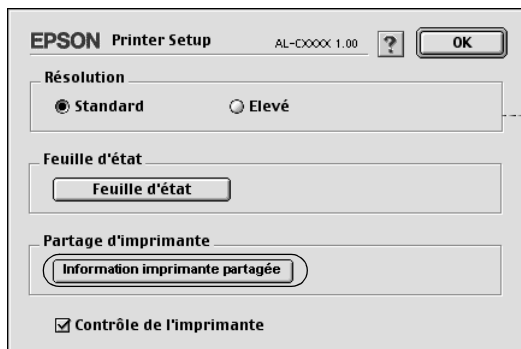 EPSON Printer Setup AL-CXXXX 1.00 ? OK
Résolution
Standard Elevé
Feuille d'état
Feuille d'état
Partage d'imprimante
Information imprimante partagée
Contrôle de l'imprimante